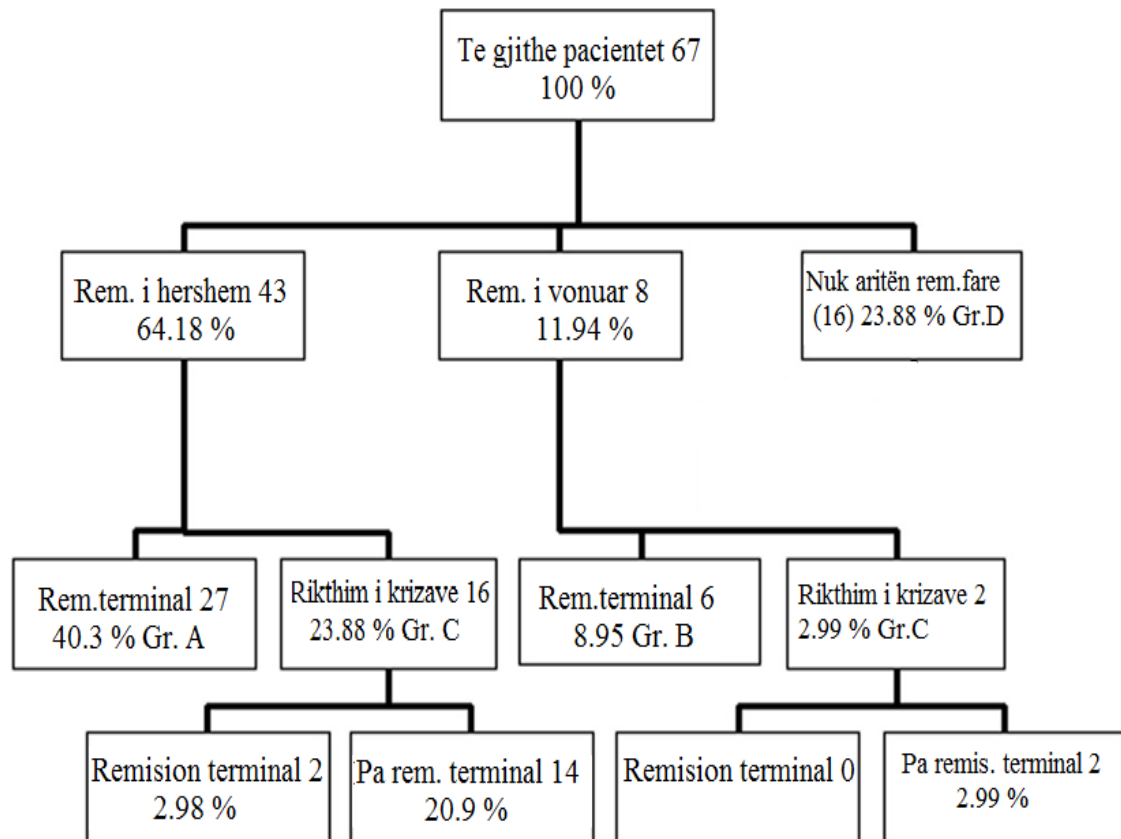 Te gjithe pacientet 67
100 %
Rem. i hershem 43
64.18 %
Rem. i vonuar 8
11.94 %
Nuk aritën rem.fare
(16) 23.88 % Gr.D
Rem.terminal 27
40.3 % Gr. A
Rikthim i krizave 16
23.88 % Gr. C
Rem.terminal 6
8.95 Gr. B
Rikthim i krizave 2
2.99 % Gr.C
Remision terminal 2
2.98 %
Pa rem. terminal 14
20.9 %
Remision terminal 0
Pa remis. terminal 2
2.99 %